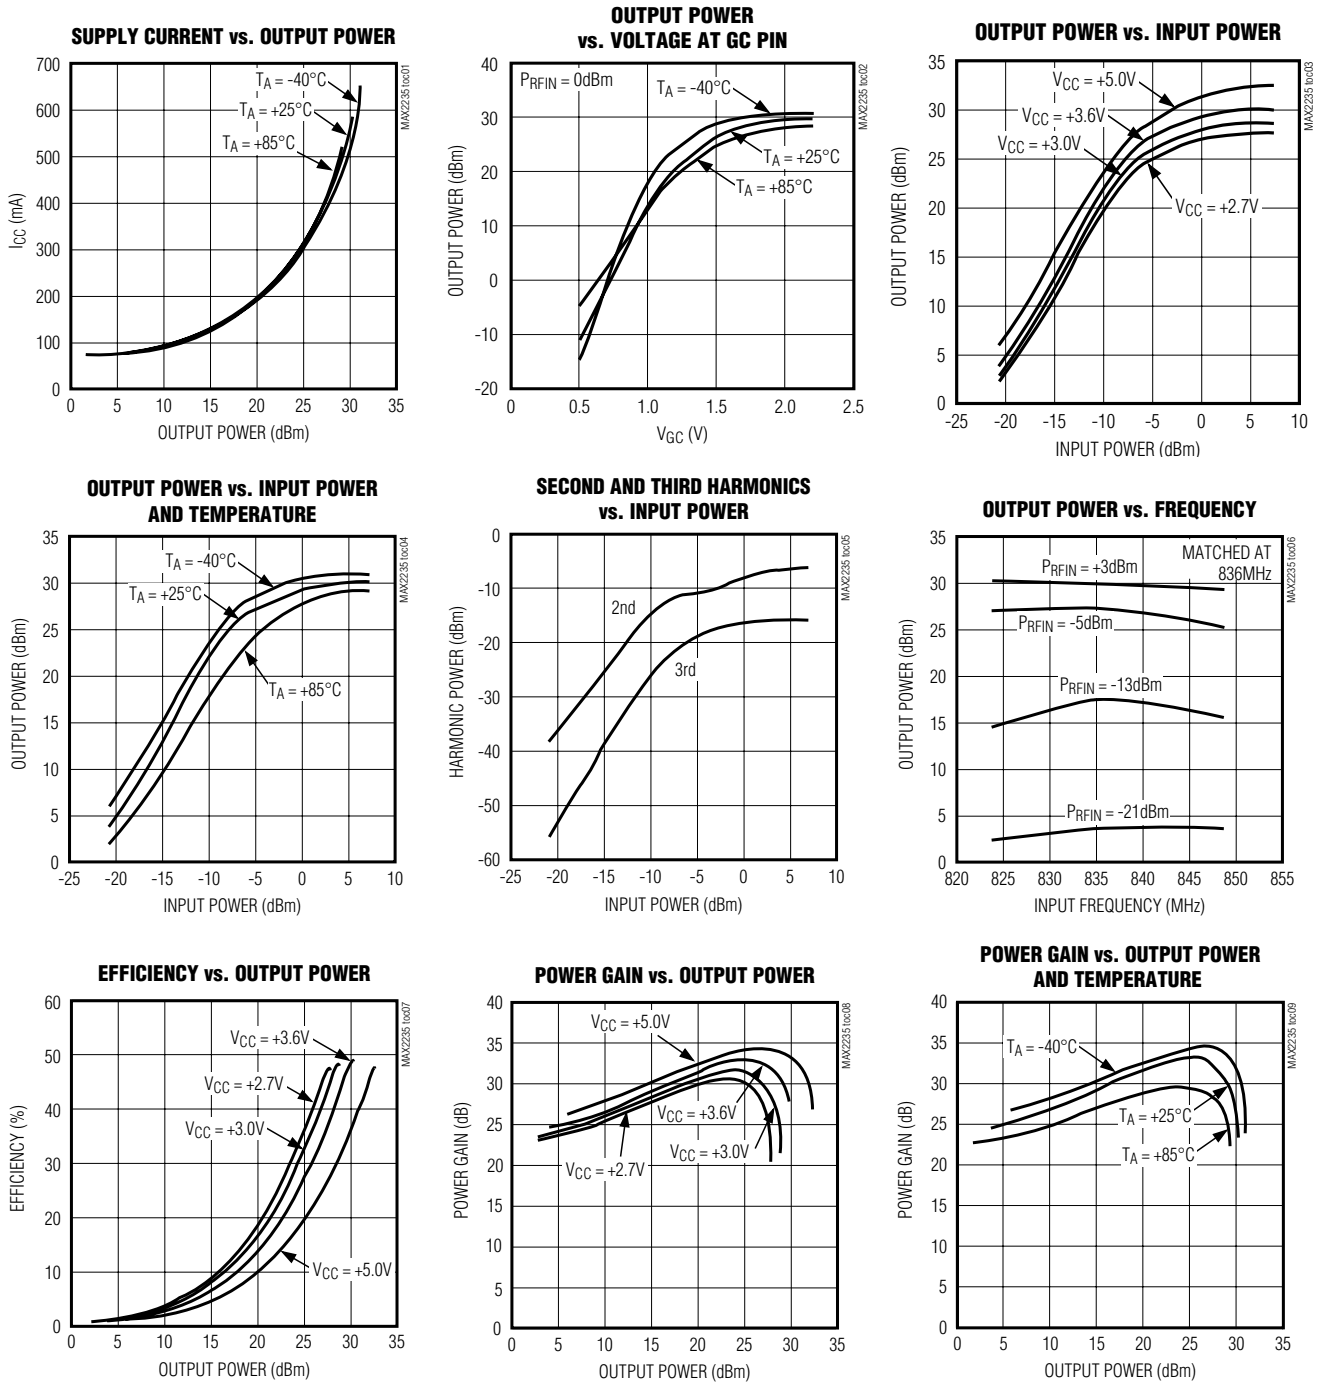 SUPPLY CURRENT vs. OUTPUT POWER
MAX2235 toc01
700
600
500
400
300
200
100
0
ICC (mA)
TA = -40°C
TA = +25°C
TA = +85°C
0 5 10 15 20 25 30 35
OUTPUT POWER (dBm)
OUTPUT POWER
vs. VOLTAGE AT GC PIN
MAX2235 toc02
40
30
20
10
0
-10
-20
OUTPUT POWER (dBm)
PRFIN = 0dBm
TA = -40°C
TA = +25°C
TA = +85°C
0 0.5 1.0 1.5 2.0 2.5
VGC (V)
OUTPUT POWER vs. INPUT POWER
MAX2235 toc03
35
30
25
20
15
10
5
0
OUTPUT POWER (dBm)
VCC = +5.0V
VCC = +3.6V
VCC = +3.0V
VCC = +2.7V
-25 -20 -15 -10 -5 0 5 10
INPUT POWER (dBm)
OUTPUT POWER vs. INPUT POWER
AND TEMPERATURE
MAX2235 toc04
35
30
25
20
15
10
5
0
OUTPUT POWER (dBm)
TA = -40°C
TA = +25°C
TA = +85°C
-25 -20 -15 -10 -5 0 5 10
INPUT POWER (dBm)
SECOND AND THIRD HARMONICS
vs. INPUT POWER
MAX2235 toc05
0
-10
-20
-30
-40
-50
-60
HARMONIC POWER (dBm)
2nd
3rd
-25 -20 -15 -10 -5 0 5 10
INPUT POWER (dBm)
OUTPUT POWER vs. FREQUENCY
MAX2235 toc06
35
30
25
20
15
10
5
0
OUTPUT POWER (dBm)
MATCHED AT
836MHz
PRFIN = +3dBm
PRFIN = -5dBm
PRFIN = -13dBm
PRFIN = -21dBm
820 825 830 835 840 845 850 855
INPUT FREQUENCY (MHz)
EFFICIENCY vs. OUTPUT POWER
MAX2235 toc07
60
50
40
30
20
10
0
EFFICIENCY (%)
VCC = +3.6V
VCC = +2.7V
VCC = +3.0V
VCC = +5.0V
0 5 10 15 20 25 30 35
OUTPUT POWER (dBm)
POWER GAIN vs. OUTPUT POWER
MAX2235 toc08
40
35
30
25
20
15
10
5
0
POWER GAIN (dB)
VCC = +5.0V
VCC = +3.6V
VCC = +3.0V
VCC = +2.7V
0 5 10 15 20 25 30 35
OUTPUT POWER (dBm)
POWER GAIN vs. OUTPUT POWER
AND TEMPERATURE
MAX2235 toc09
40
35
30
25
20
15
10
5
0
POWER GAIN (dB)
TA = -40°C
TA = +25°C
TA = +85°C
0 5 10 15 20 25 30 35
OUTPUT POWER (dBm)